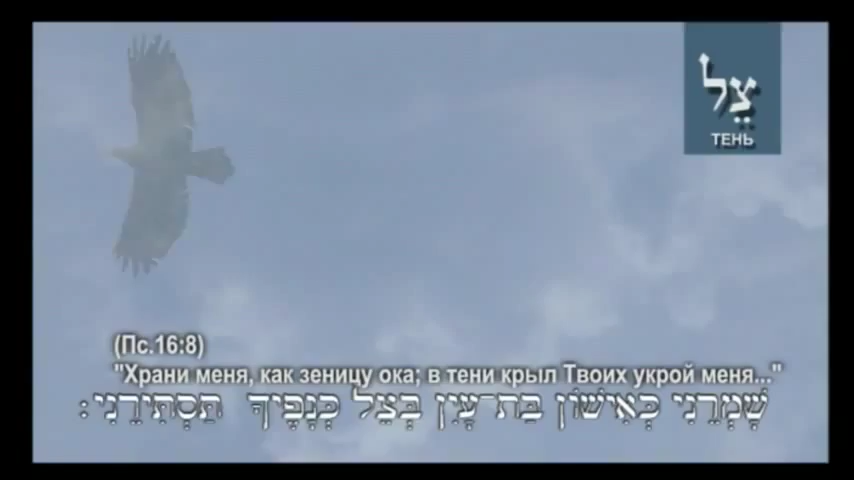 צֵל
ТЕНЬ
(Пс.16:8)
"Храни меня, как зеницу ока; в тени крыл Твоих укрой меня..."
שָׁמְרֵנִי כְּאִישׁוֹן בַּת־עָיִן בְּצֵל כְּנָפֶיךָ תַּסְתִּירֵנִי׃